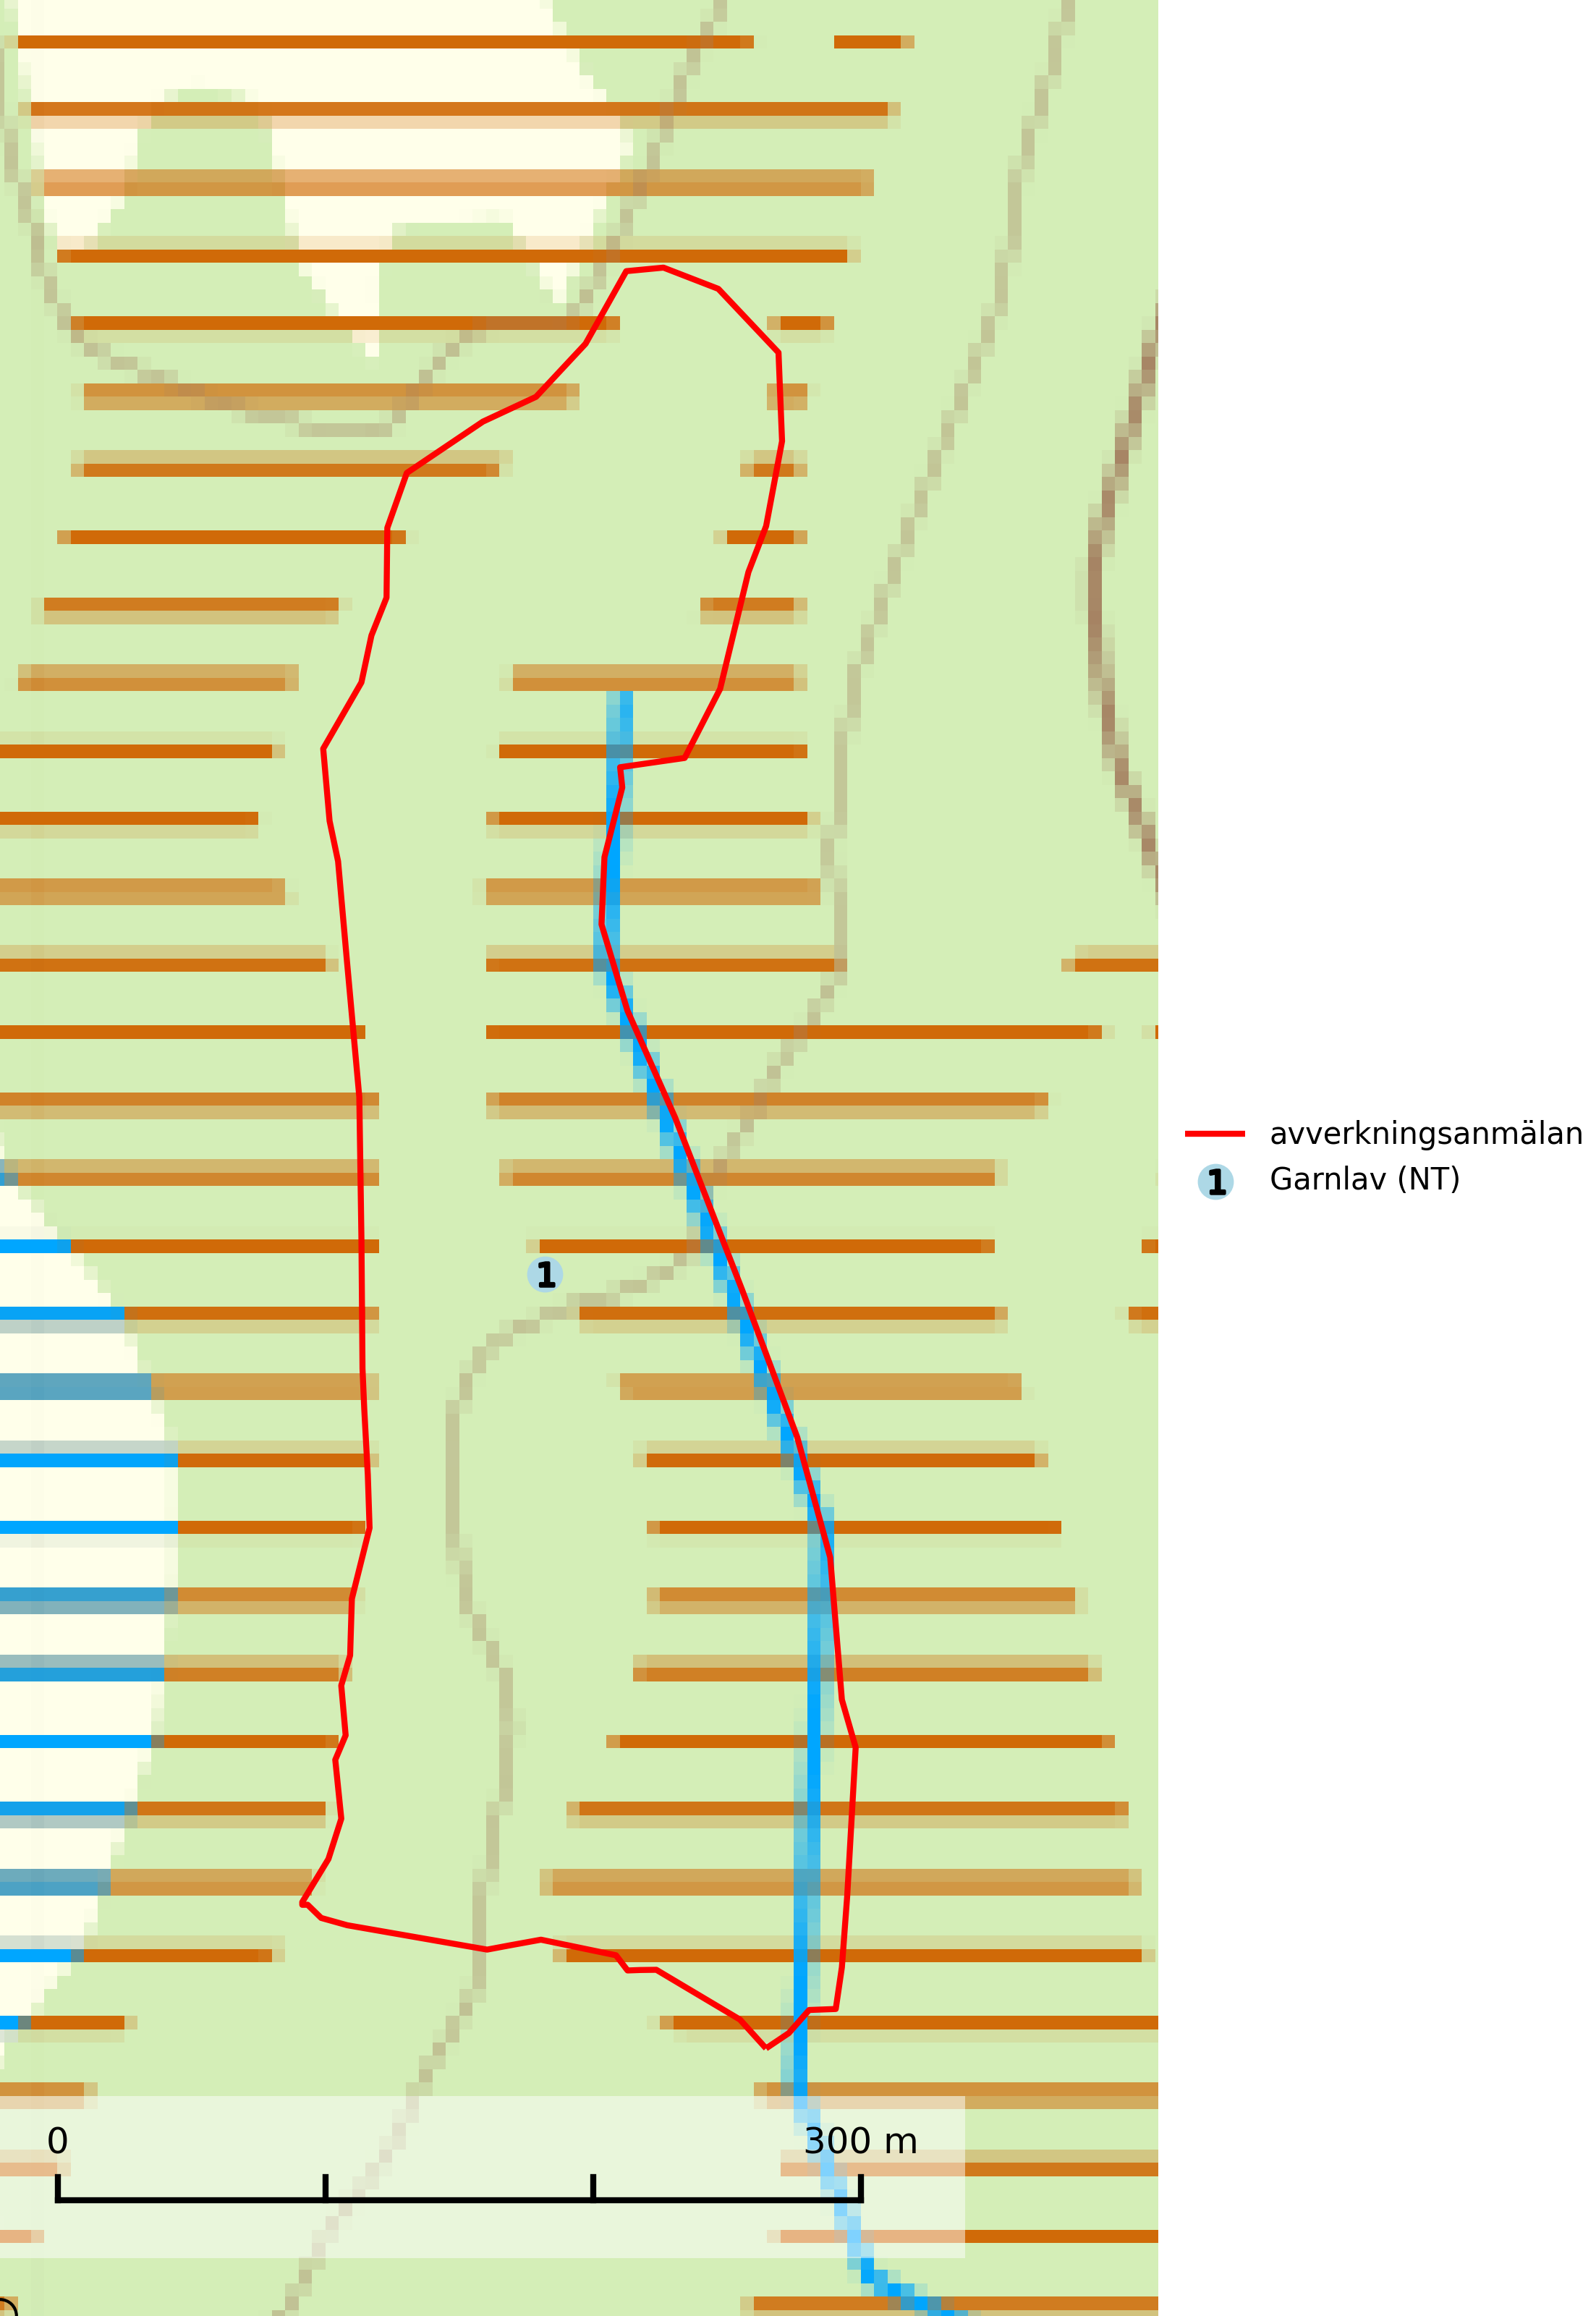 avverkningsanmälan
1 Garnlav (NT)
1
0 300 m